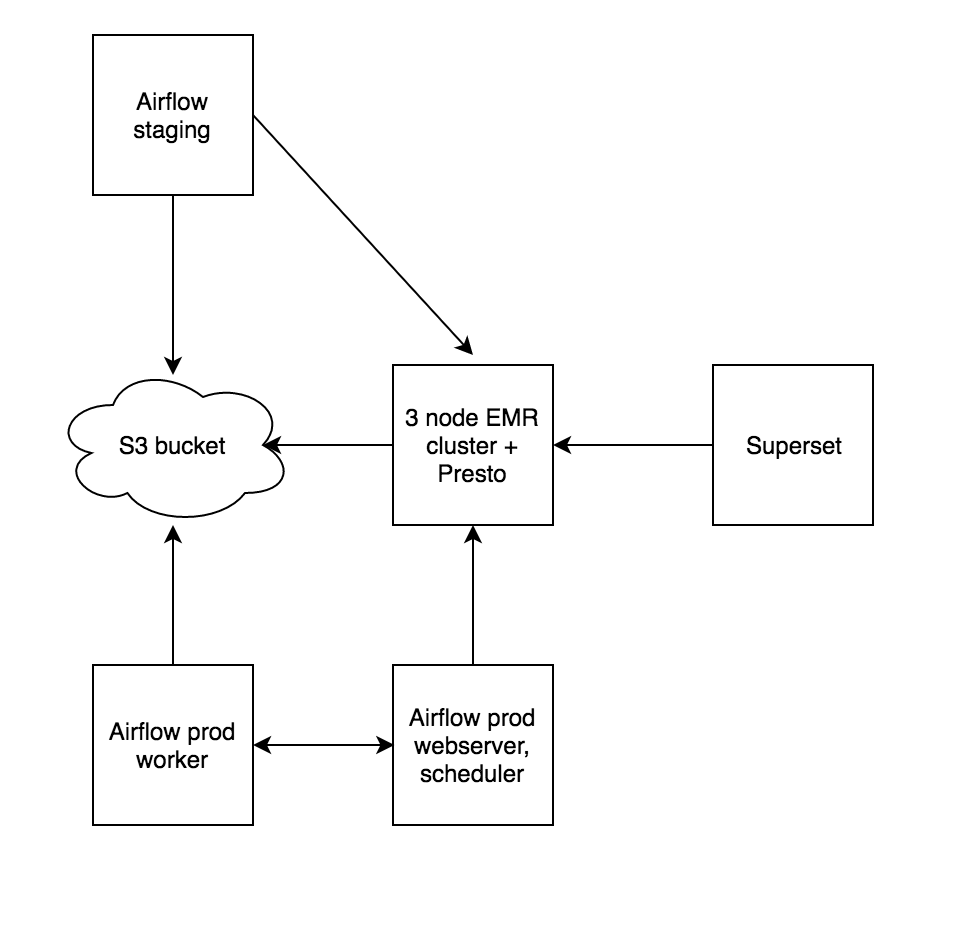 Airflow
staging
S3 bucket
3 node EMR
cluster +
Presto
Superset
Airflow prod
worker
Airflow prod
webserver,
scheduler